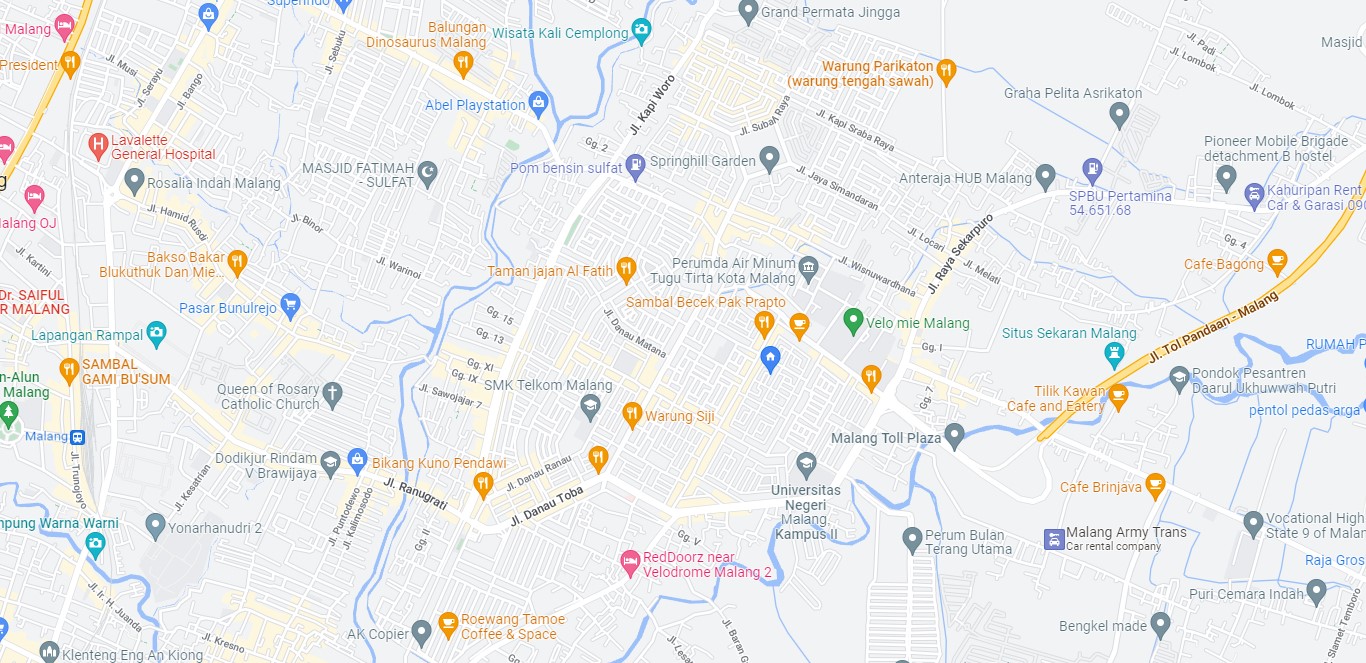 Superindo
Grand Permata Jingga
Malang
Balungan
Dinosaurus Malang
Wisata Kali Cemplong
Jl. Sebuku
Jl. Padi
Jl. Lombok
Masjid
President
Jl. Musi
Jl. Serayu
Jl. Bango
Warung Parikaton
(warung tengah sawah)
Jl. Kapi Woro
Abel Playstation
Graha Pelita Asrikaton
Jl. Lombok
Jl. Subali Raya
Jl. Kapi Sraba Raya
Lavalette
General Hospital
Gg. 2
Pioneer Mobile Brigade
detachment B hostel
MASJID FATIMAH
- SULFAT
Pom bensin sulfat
Springhill Garden
Rosalia Indah Malang
Jl. Jaya Simandaran
Anteraja HUB Malang
SPBU Pertamina
54.651.68
Kahuripan Rent
Car & Garasi 090
Malang OJ
Jl. Hamid Rusdi
Jl. Binor
Jl. Raya Sekarpuro
Jl. Locari
Gg. 4
Jl. Kartini
Bakso Bakar
Blukuthuk Dan Mie...
Jl. Warinoi
Taman jajan Al Fatih
Perumda Air Minum
Tugu Tirta Kota Malang
Jl. Wisnuwardhana
Jl. Melati
Cafe Bagong
Dr. SAIFUL
R MALANG
Pasar Bunulrejo
Sambal Becek Pak Prapto
Gg. 15
Gg. 13
Jl. Danau Matana
Velo mie Malang
Jl. Tol Pandaan - Malang
Situs Sekaran Malang
Lapangan Rampal
Gg. I
RUMAH P
SAMBAL
GAMI BU'SUM
Gg. XI
Gg. IX
n-Alun
Malang
Queen of Rosary
Catholic Church
Jl. Sawojajar 7
SMK Telkom Malang
Gg. 7
Tilik Kawan
Cafe and Eatery
Pondok Pesantren
Daarul Ukhuwwah Putri
Warung Siji
pentol pedas arga
Malang
Malang Toll Plaza
Jl. Trunojoyo
Dodikjur Rindam
V Brawijaya
Bikang Kuno Pendawi
Jl. Danau Ranau
Jl. Kesatrian
Jl. Ranugrati
Jl. Danau Toba
Universitas
Negeri
Malang,
Kampus II
Cafe Brinjava
Jl. Puntodewo
Jl. Kalimosodo
mpung Warna Warni
Yonarhanudri 2
Gg. II
Gg. V
Perum Bulan
Terang Utama
Malang Army Trans
Car rental company
Vocational High
State 9 of Malan
RedDoorz near
Velodrome Malang 2
Raja Gros
Jl. Ir. H. Juanda
Puri Cemara Indah
Jl. Kresno
AK Copier
Roewang Tamoe
Coffee & Space
Jl. Baran G
Bengkel made
Jl. Slamet Temboro
Klenteng Eng An Kiong